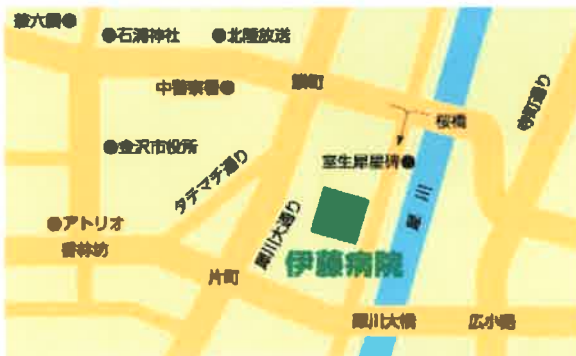 兼六園
石浦神社
北陸放送
中警察署
鱗町
桜橋
寺町通り
金沢市役所
タテマチ通り
室生犀星碑
犀川
アトリオ
香林坊
犀川大通り
伊藤病院
片町
犀川大橋
広小路